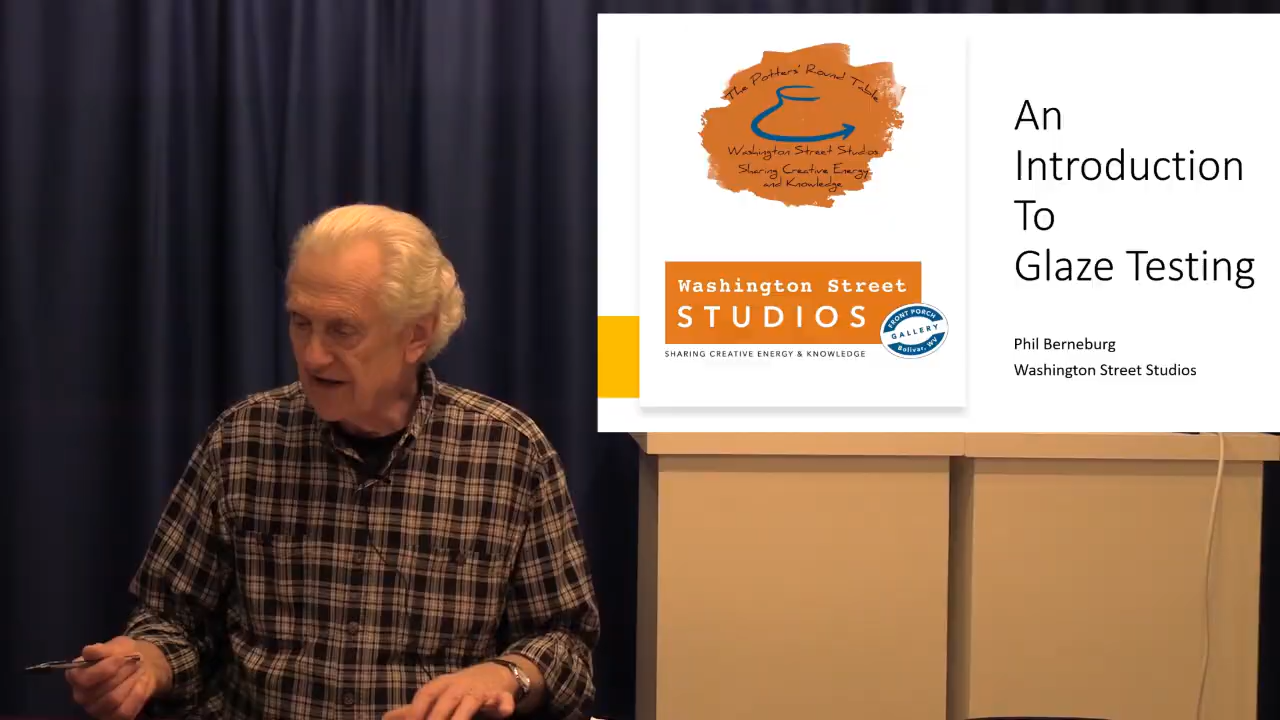 The Potters' Round Table
Washington Street Studios
Sharing Creative Energy
and Knowledge
Washington Street
STUDIOS
FRONT PORCH
GALLERY
Bolivar, WV
SHARING CREATIVE ENERGY & KNOWLEDGE
An
Introduction
To
Glaze Testing
Phil Berneburg
Washington Street Studios